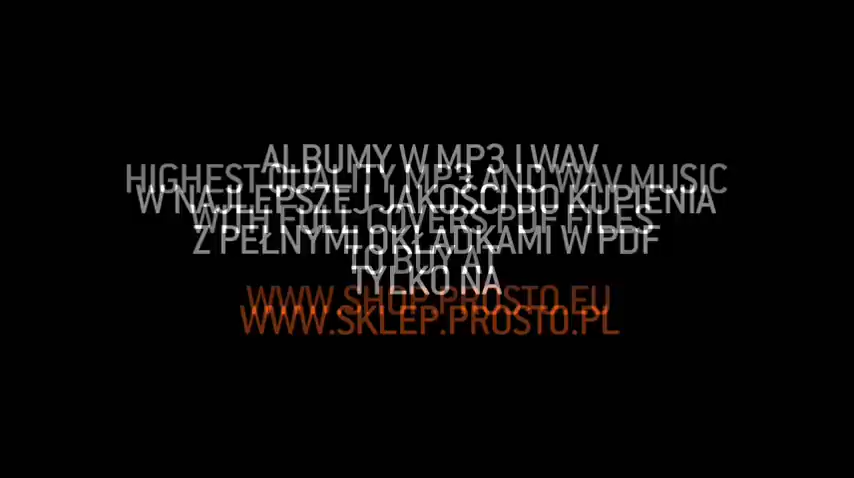 ALBUMY W MP3 I WAV
HIGHEST QUALITY MP3 AND WAV MUSIC
W NAJLEPSZEJ JAKOŚCI DO KUPIENIA
WITH FULL COVERS PDF FILES
Z PEŁNYMI OKŁADKAMI W PDF
TO BUY AT
TYLKO NA
WWW.SHOP.PROSTO.EU
WWW.SKLEP.PROSTO.PL